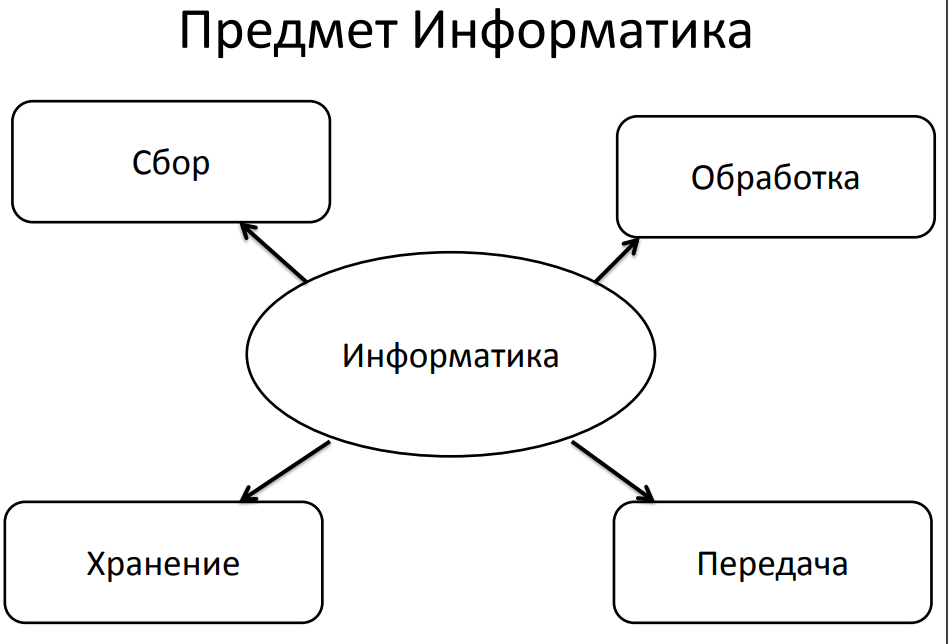 Предмет Информатика
Сбор
Обработка
Информатика
Хранение
Передача